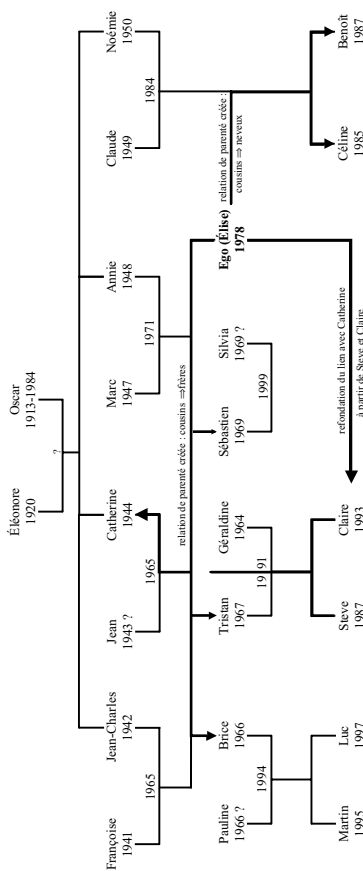 Éléonore
1920
Oscar
1913-1984
?
Françoise
1941
Jean-Charles
1942
Jean
1943 ?
Catherine
1944
Marc
1947
Annie
1948
Claude
1949
Noémie
1950
1965
1965
1971
1984
relation de parenté créée : cousins ⇒frères
relation de parenté créée :
cousins ⇒ neveux
Pauline
1966 ?
Brice
1966
Tristan
1967
Géraldine
1964
Sébastien
1969
Silvia
1969 ?
Ego (Élise)
1978
1994
1991
1999
refondation du lien avec Catherine
à partir de Steve et Claire
Martin
1995
Luc
1997
Steve
1987
Claire
1993
Céline
1985
Benoît
1987